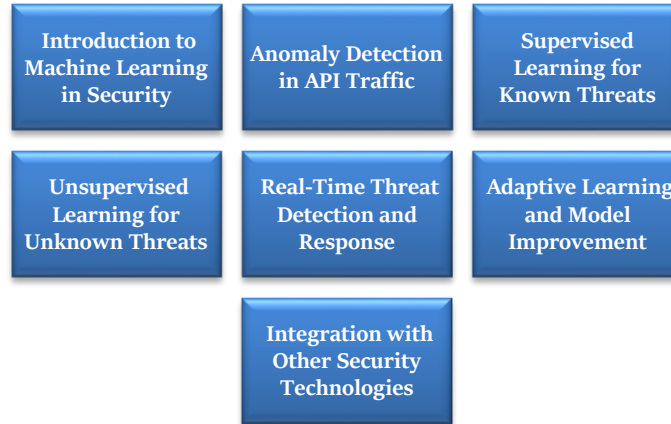 Introduction to
Machine Learning
in Security
Anomaly Detection
in API Traffic
Supervised
Learning for
Known Threats
Unsupervised
Learning for
Unknown Threats
Real-Time Threat
Detection and
Response
Adaptive Learning
and Model
Improvement
Integration with
Other Security
Technologies